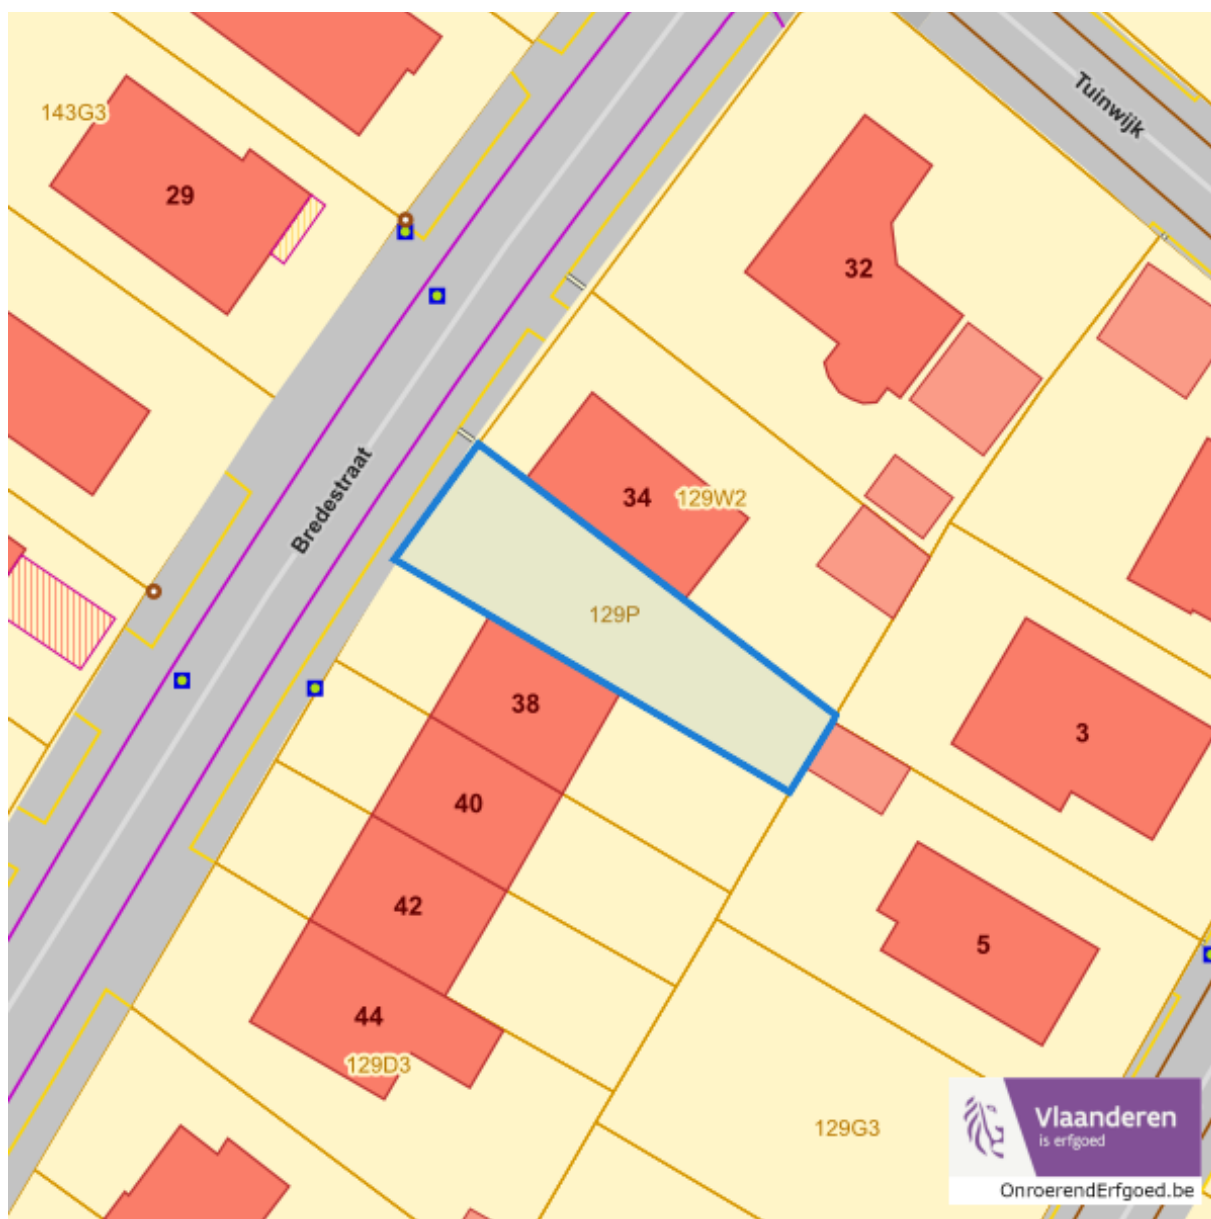 Tuinwijk
143G3
29
32
Bredestraat
34
129W2
129P
38
3
40
42
5
44
129D3
129G3
Vlaanderen
is erfgoed
OnroerendErfgoed.be